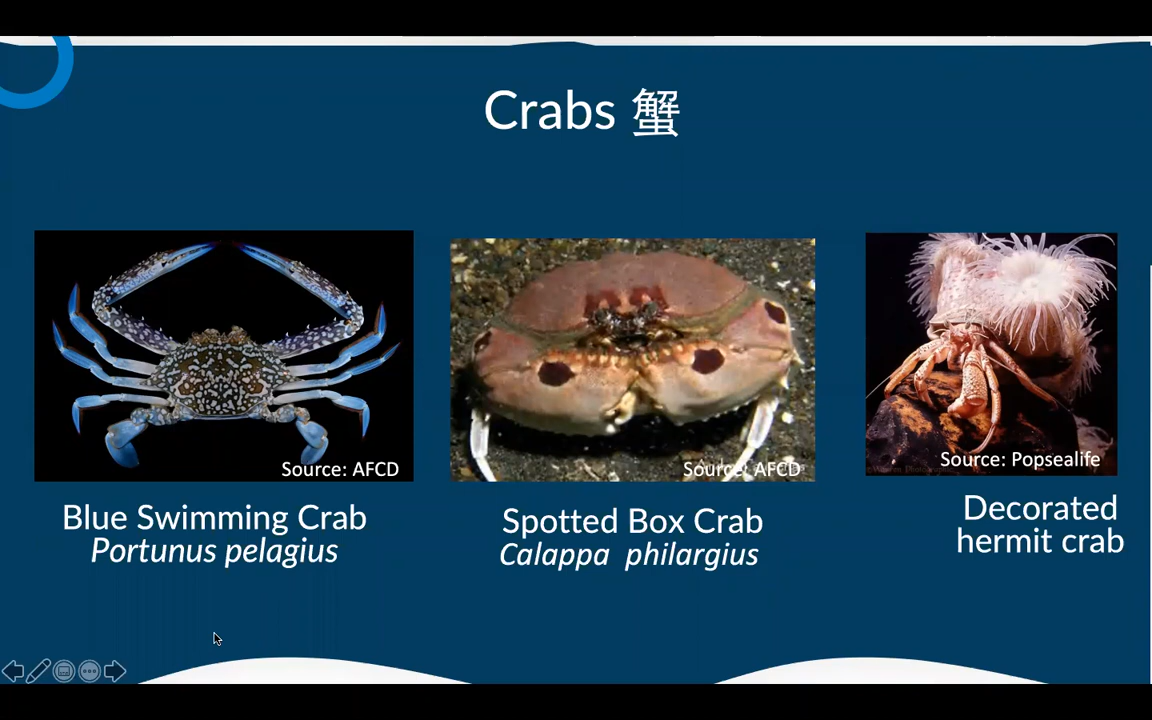 Crabs 蟹
Source: AFCD
Source: AFCD
Source: Popsealife
Blue Swimming Crab
Portunus pelagius
Spotted Box Crab
Calappa philargius
Decorated
hermit crab